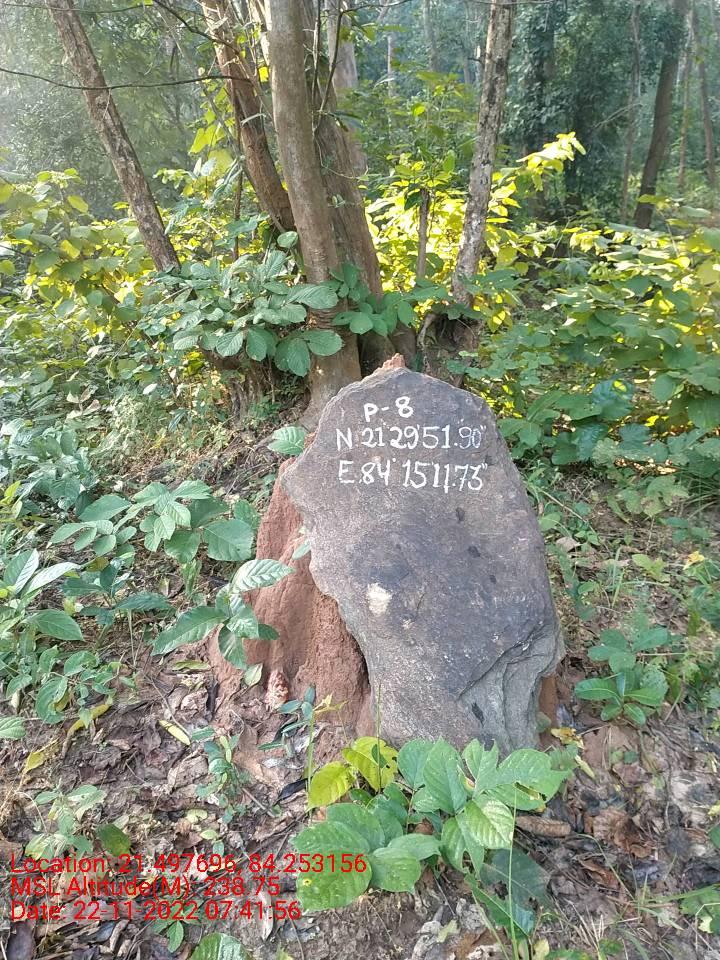 P-8
N.21°29'51.90"
E.84°15'11.73"
Location: 21.497696, 84.253156
MSL Altitude(M): 238.75
Date: 22-11-2022 07:41:56